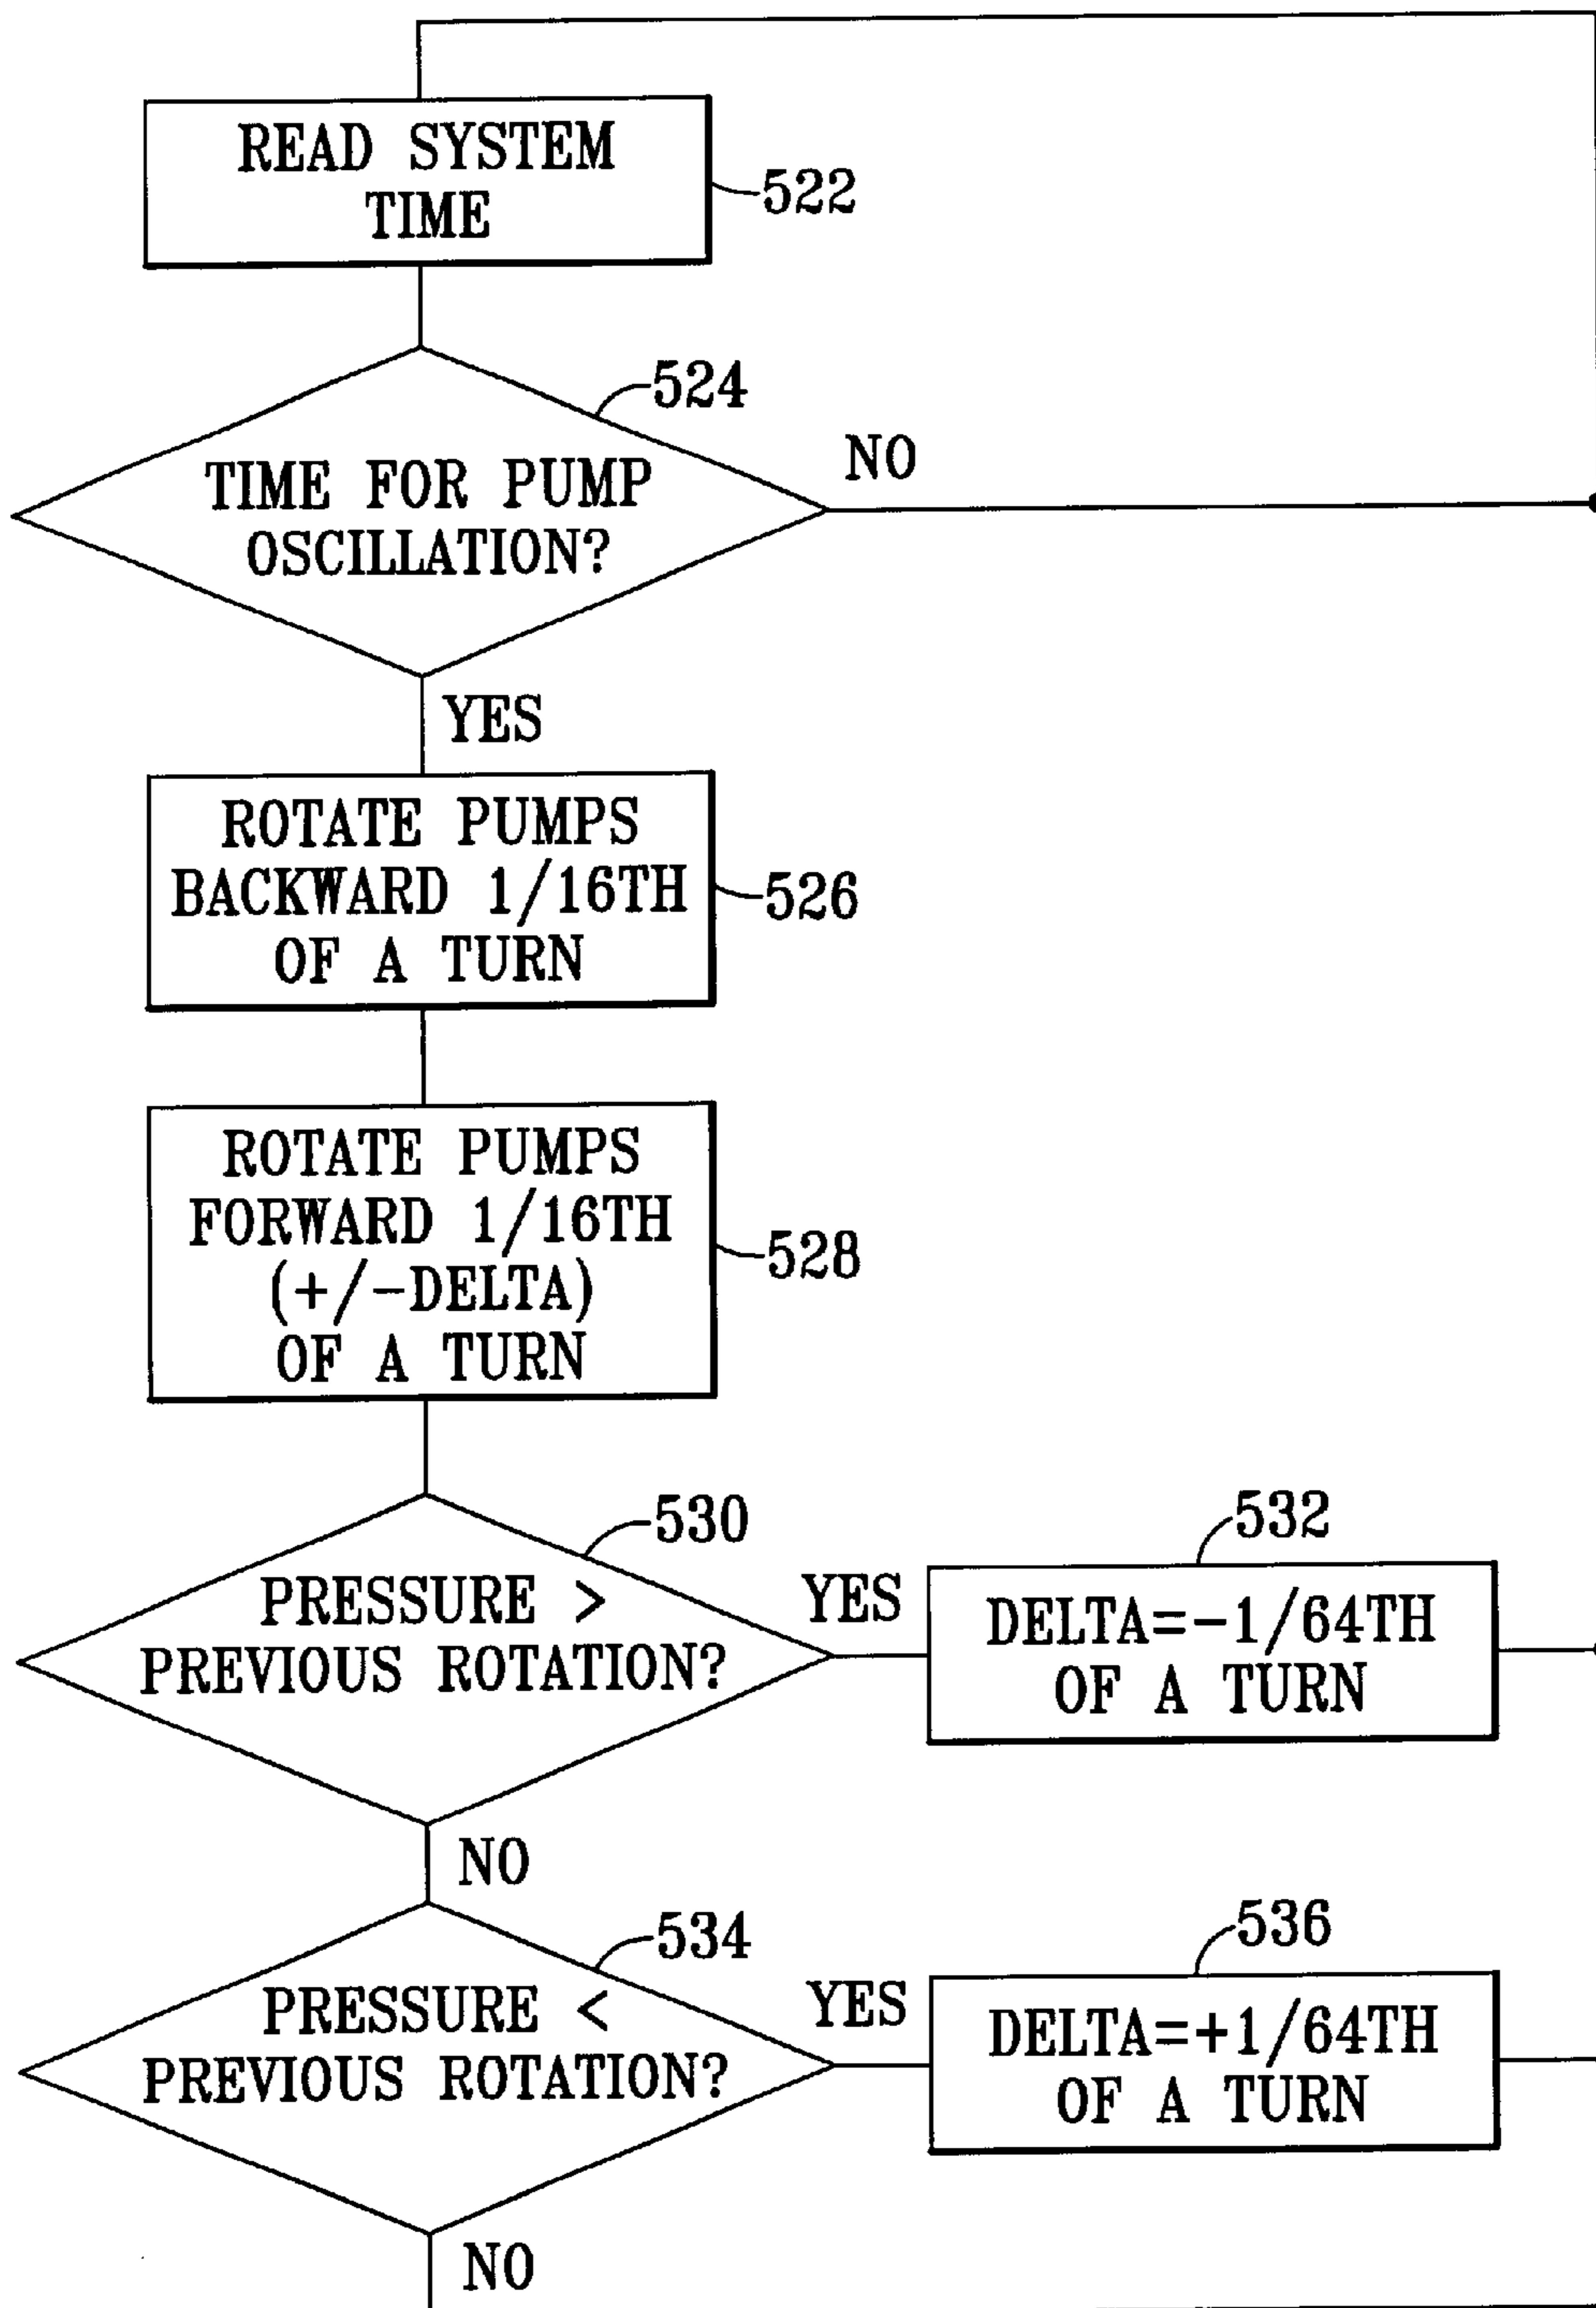 READ SYSTEM
TIME
522
524
TIME FOR PUMP
OSCILLATION?
NO
YES
ROTATE PUMPS
BACKWARD 1/16TH
OF A TURN
526
ROTATE PUMPS
FORWARD 1/16TH
(+/-DELTA)
OF A TURN
528
530
PRESSURE >
PREVIOUS ROTATION?
YES
532
DELTA=-1/64TH
OF A TURN
NO
534
PRESSURE <
PREVIOUS ROTATION?
YES
536
DELTA=+1/64TH
OF A TURN
NO